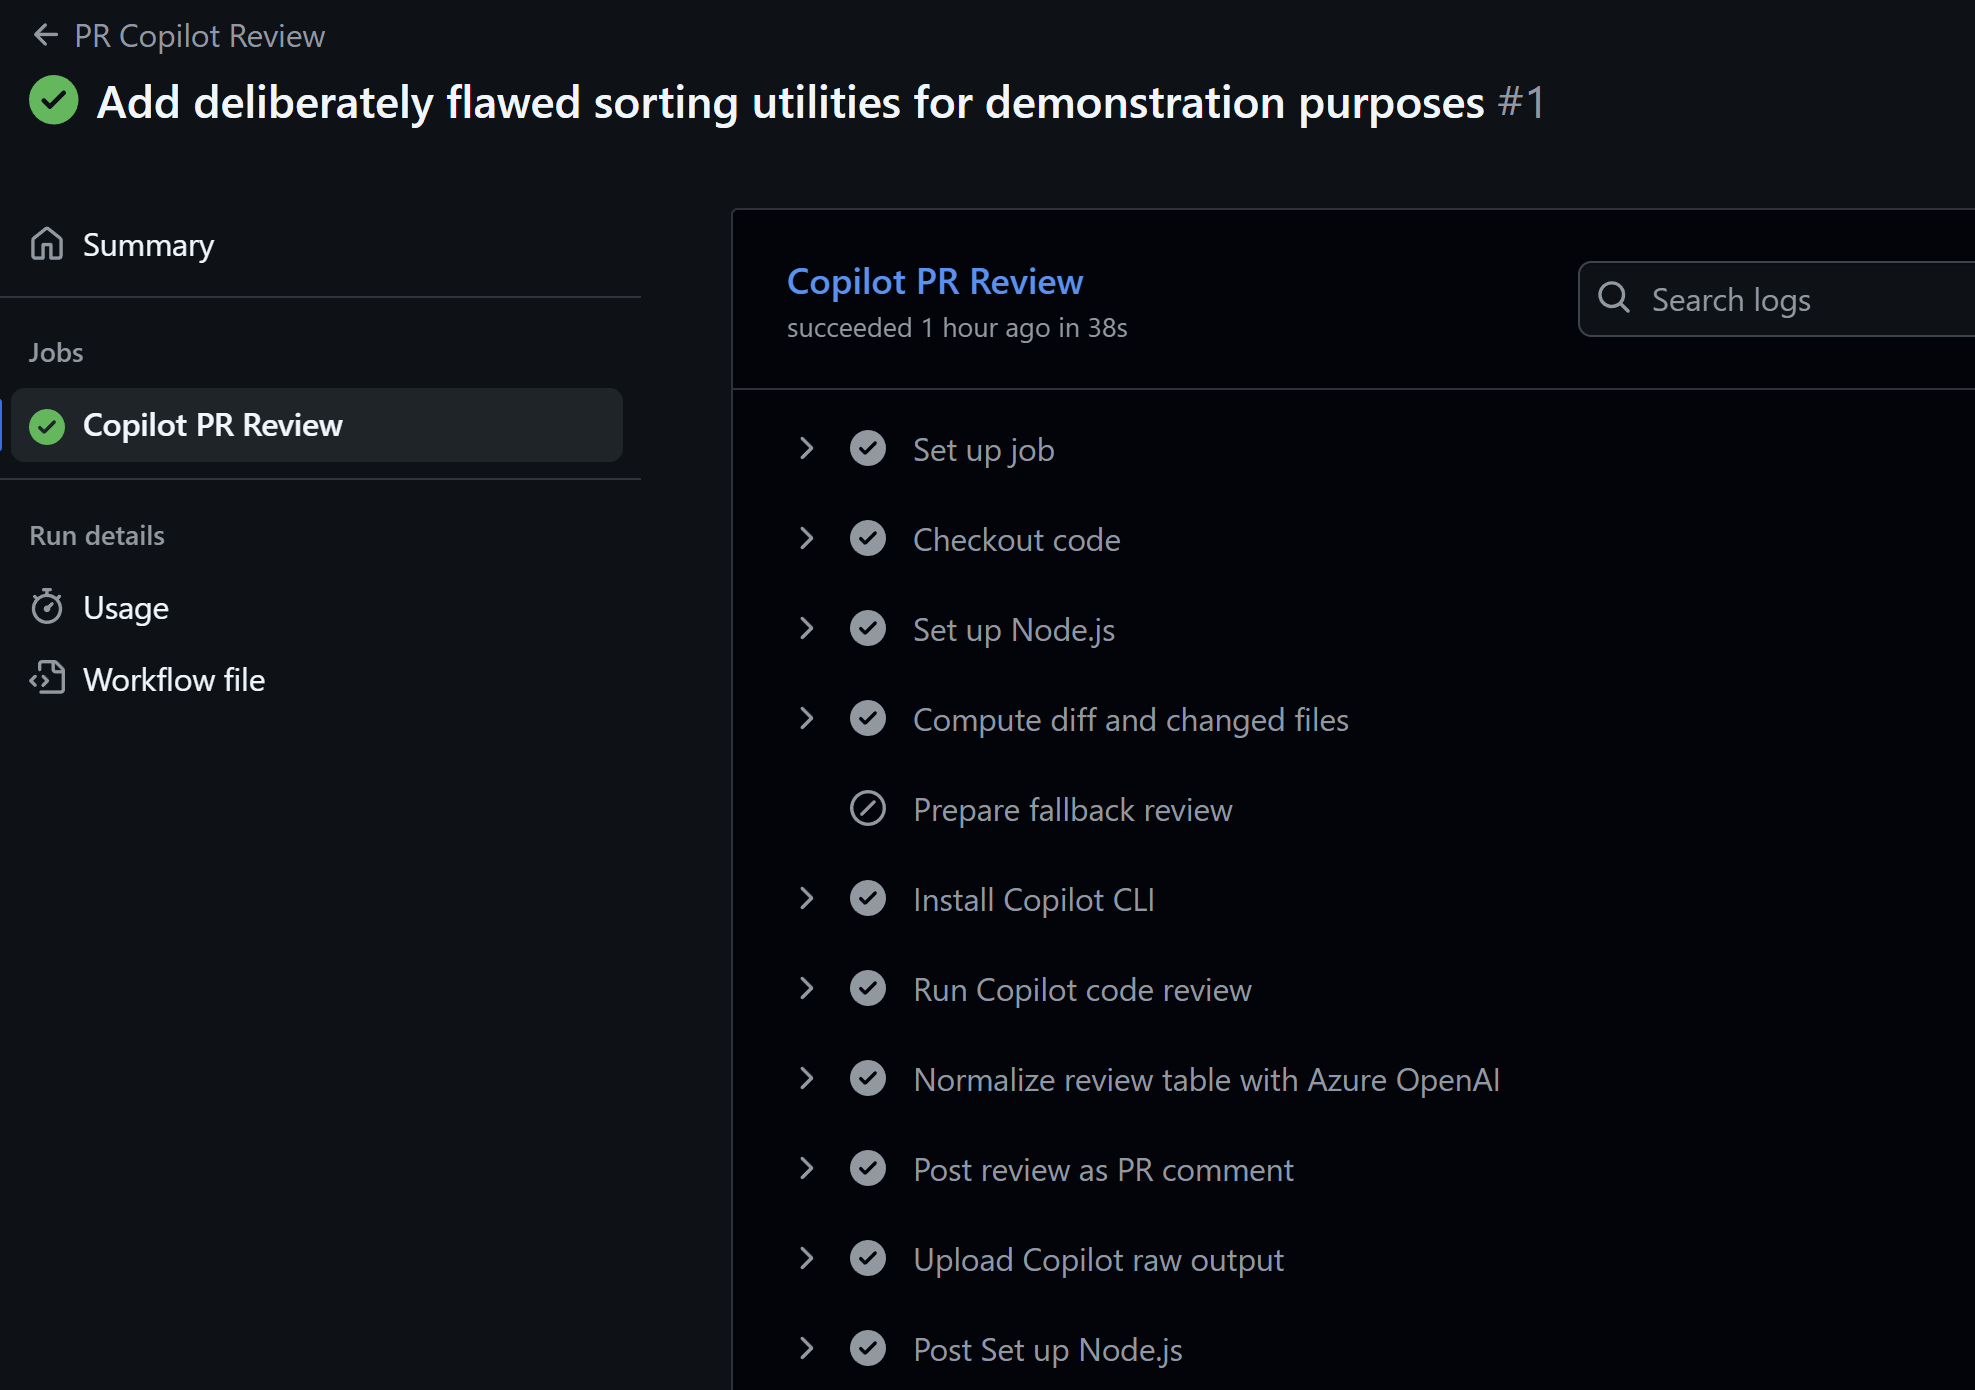 PR Copilot Review
Add deliberately flawed sorting utilities for demonstration purposes #1
Summary
Jobs
Copilot PR Review
Run details
Usage
Workflow file
Copilot PR Review
succeeded 1 hour ago in 38s
Search logs
Set up job
Checkout code
Set up Node.js
Compute diff and changed files
Prepare fallback review
Install Copilot CLI
Run Copilot code review
Normalize review table with Azure OpenAI
Post review as PR comment
Upload Copilot raw output
Post Set up Node.js